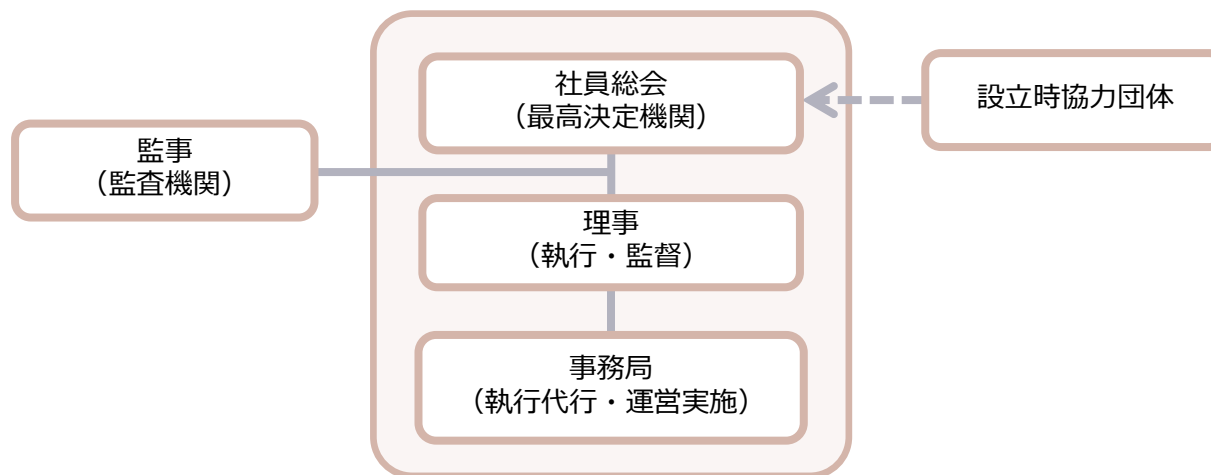 社員総会
（最高決定機関）
設立時協力団体
監事
（監査機関）
理事
（執行・監督）
事務局
（執行代行・運営実施）